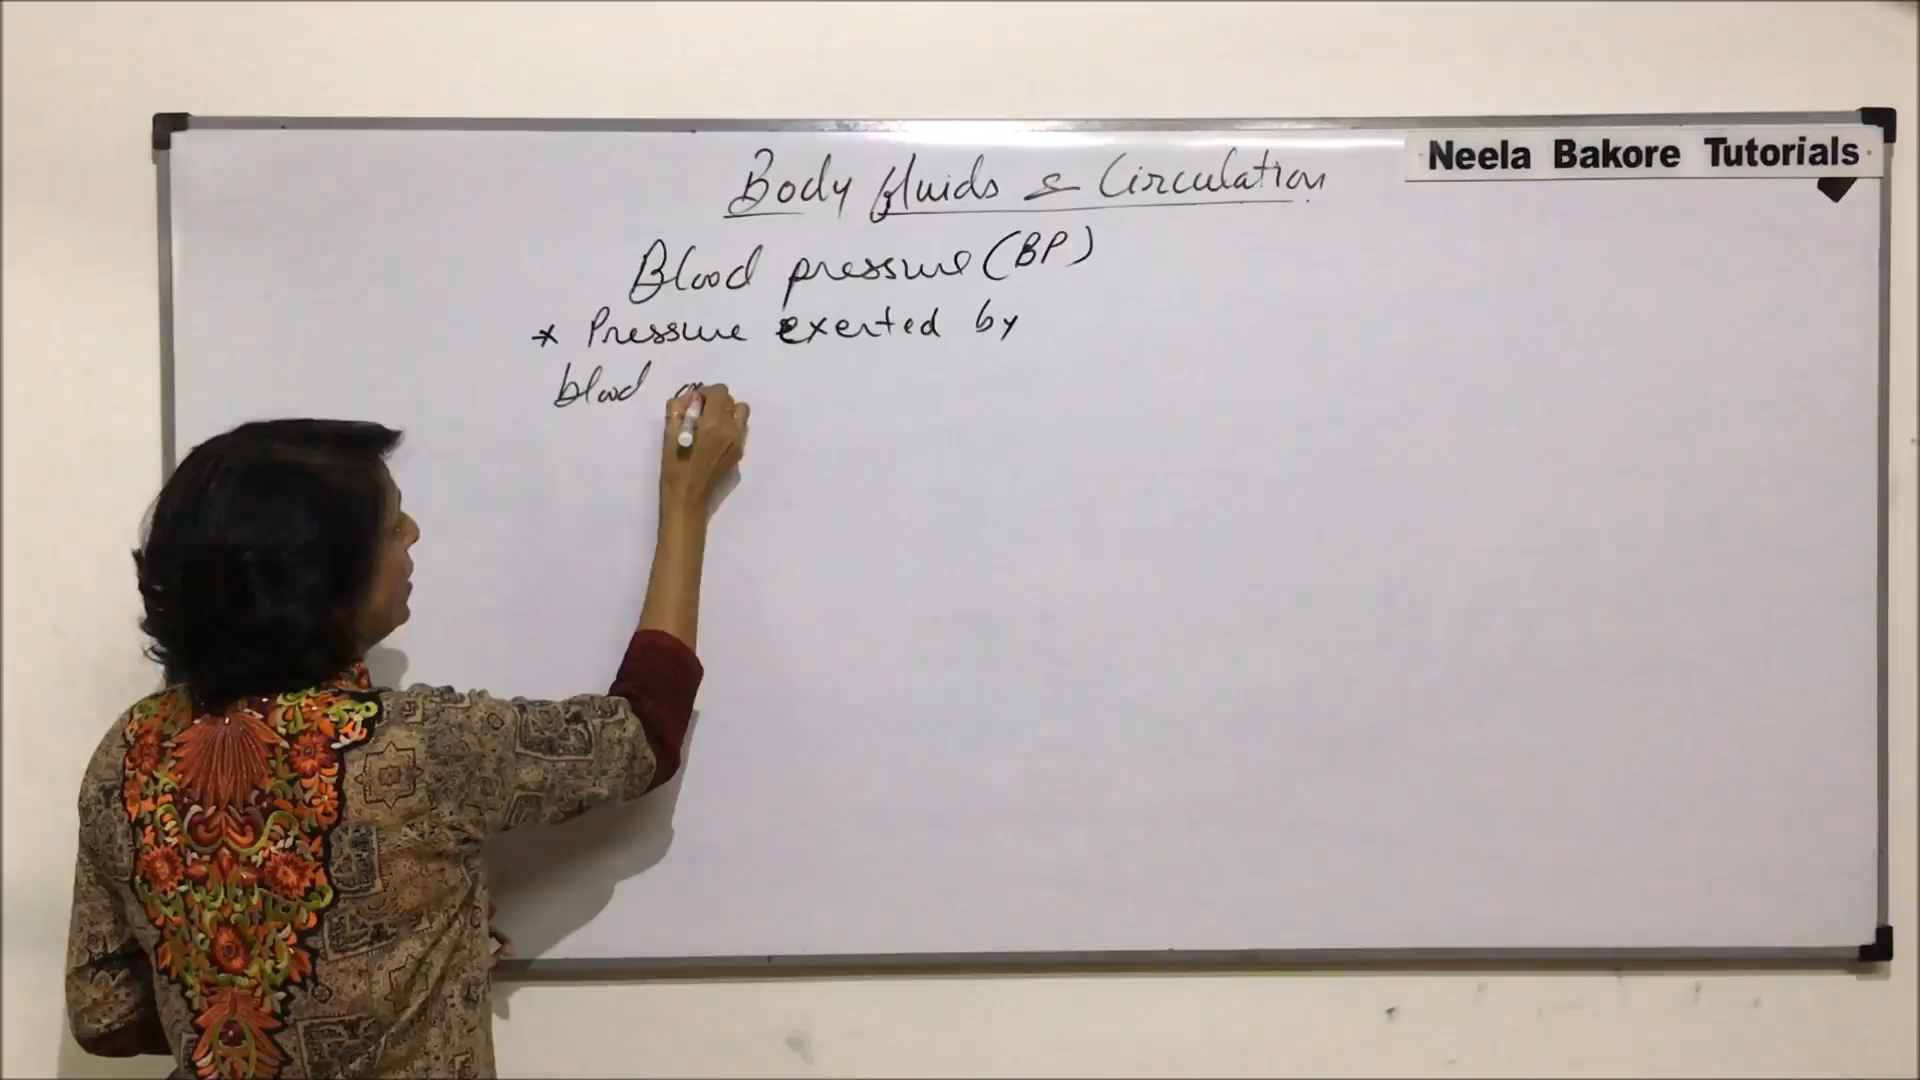 Neela Bakore Tutorials
Body fluids & Circulation
Blood pressure (BP)
* Pressure exerted by
blood